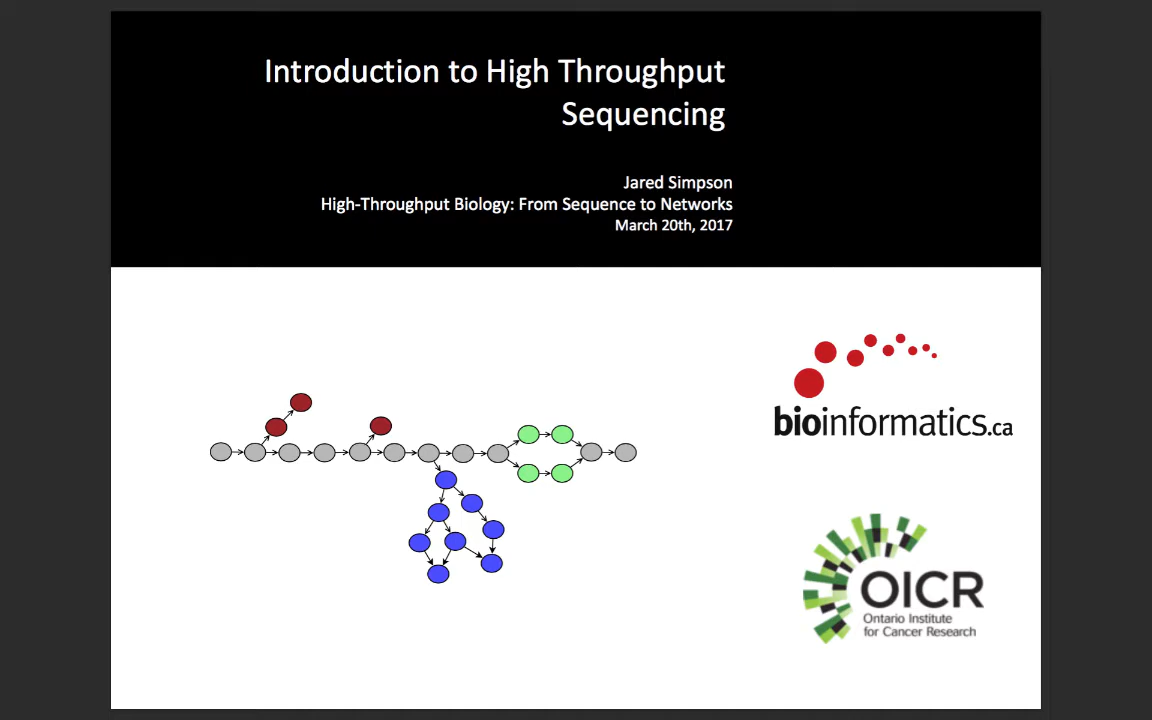 Introduction to High Throughput
Sequencing
Jared Simpson
High-Throughput Biology: From Sequence to Networks
March 20th, 2017
bioinformatics.ca
OICR
Ontario Institute
for Cancer Research